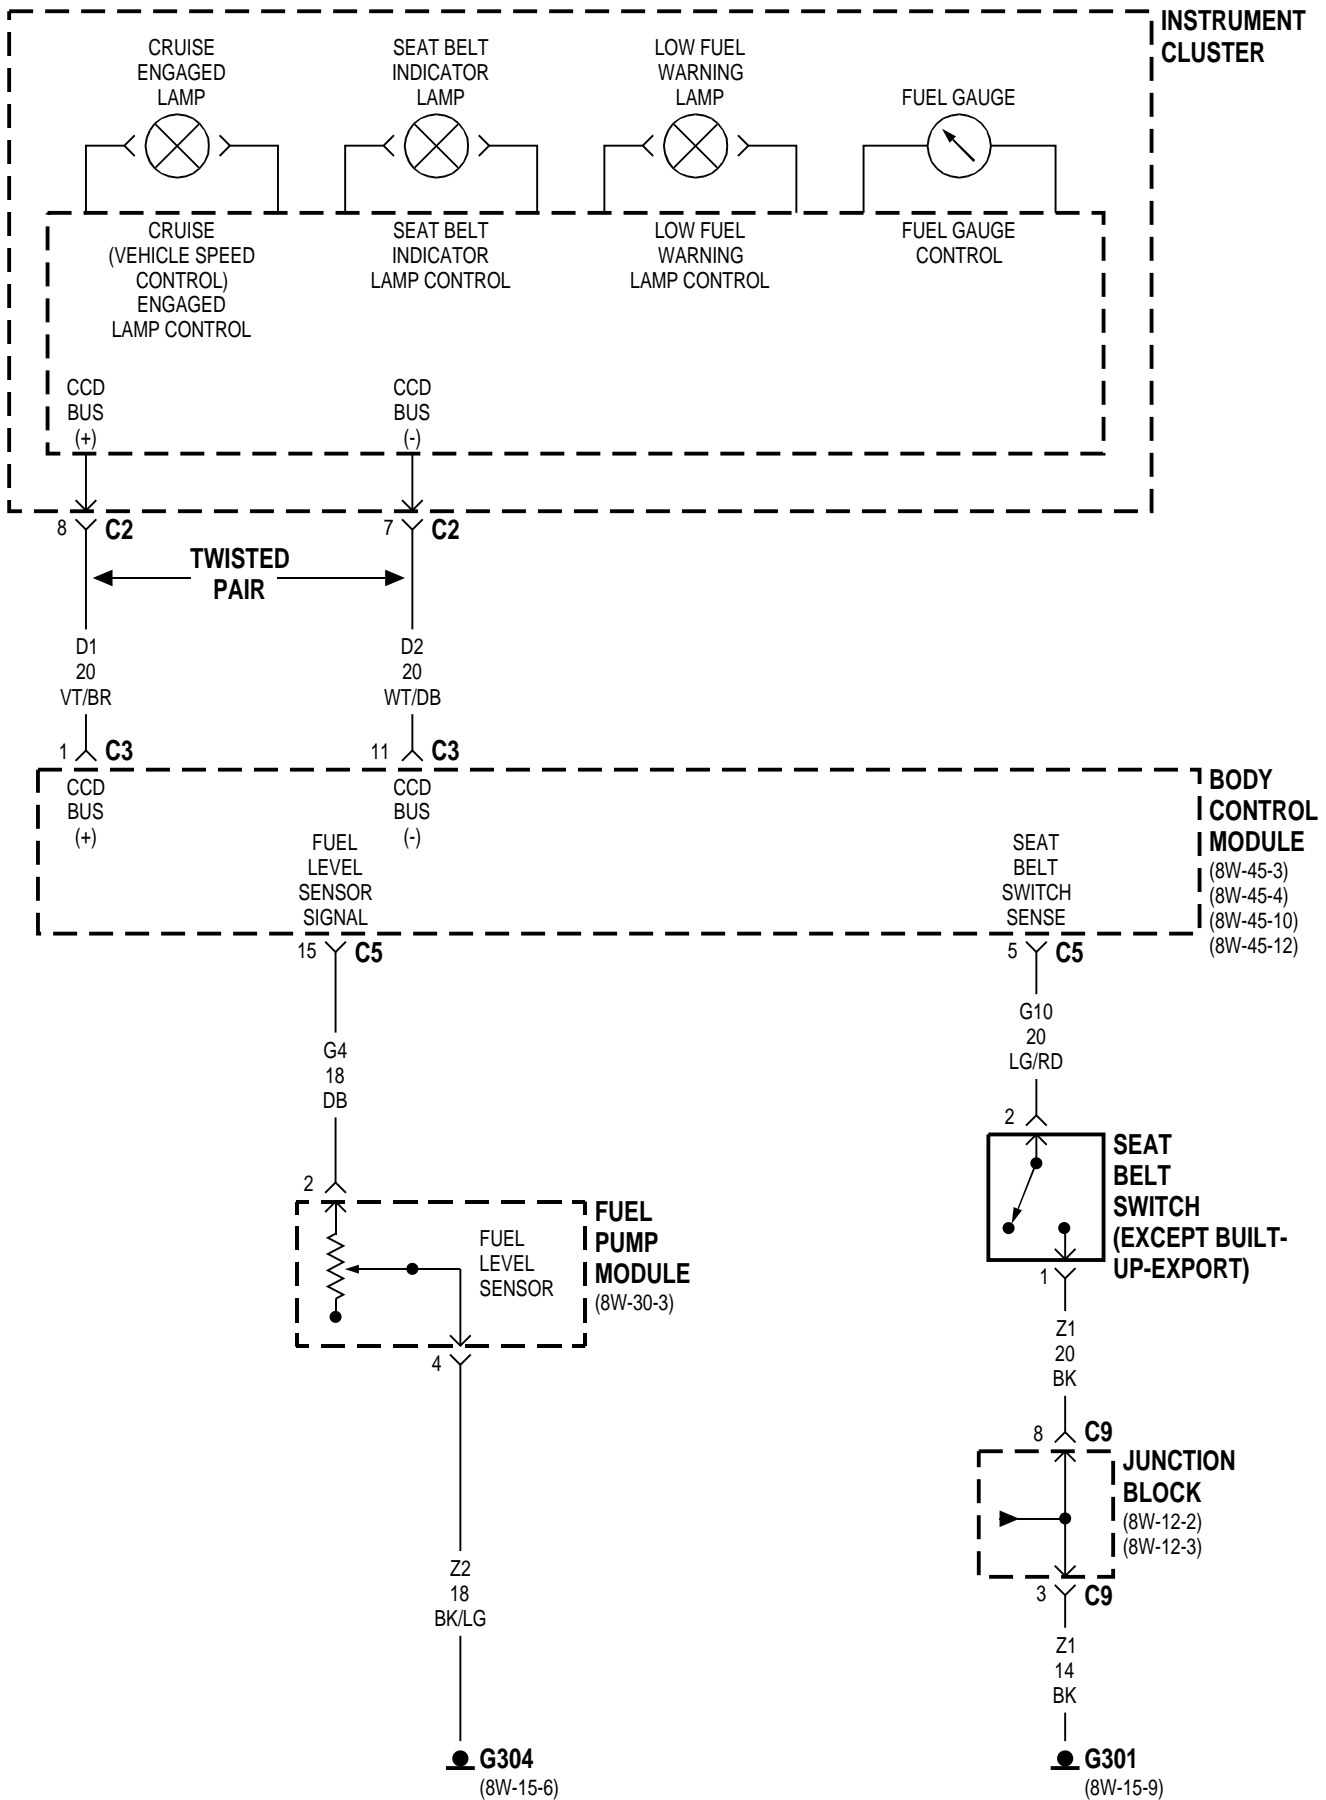 INSTRUMENT
CLUSTER
CRUISE
ENGAGED
LAMP
SEAT BELT
INDICATOR
LAMP
LOW FUEL
WARNING
LAMP
FUEL GAUGE
CRUISE
(VEHICLE SPEED
CONTROL)
ENGAGED
LAMP CONTROL
SEAT BELT
INDICATOR
LAMP CONTROL
LOW FUEL
WARNING
LAMP CONTROL
FUEL GAUGE
CONTROL
CCD
BUS
(+)
CCD
BUS
(-)
8 C2
7 C2
TWISTED
PAIR
D1
20
VT/BR
D2
20
WT/DB
1 C3
11 C3
CCD
BUS
(+)
CCD
BUS
(-)
BODY
CONTROL
MODULE
(8W-45-3)
(8W-45-4)
(8W-45-10)
(8W-45-12)
FUEL
LEVEL
SENSOR
SIGNAL
SEAT
BELT
SWITCH
SENSE
15 C5
5 C5
G4
18
DB
G10
20
LG/RD
2
SEAT
BELT
SWITCH
(EXCEPT BUILT-
UP-EXPORT)
2
FUEL
LEVEL
SENSOR
FUEL
PUMP
MODULE
(8W-30-3)
1
4
Z1
20
BK
8 C9
JUNCTION
BLOCK
(8W-12-2)
(8W-12-3)
3 C9
Z2
18
BK/LG
Z1
14
BK
G304
(8W-15-6)
G301
(8W-15-9)